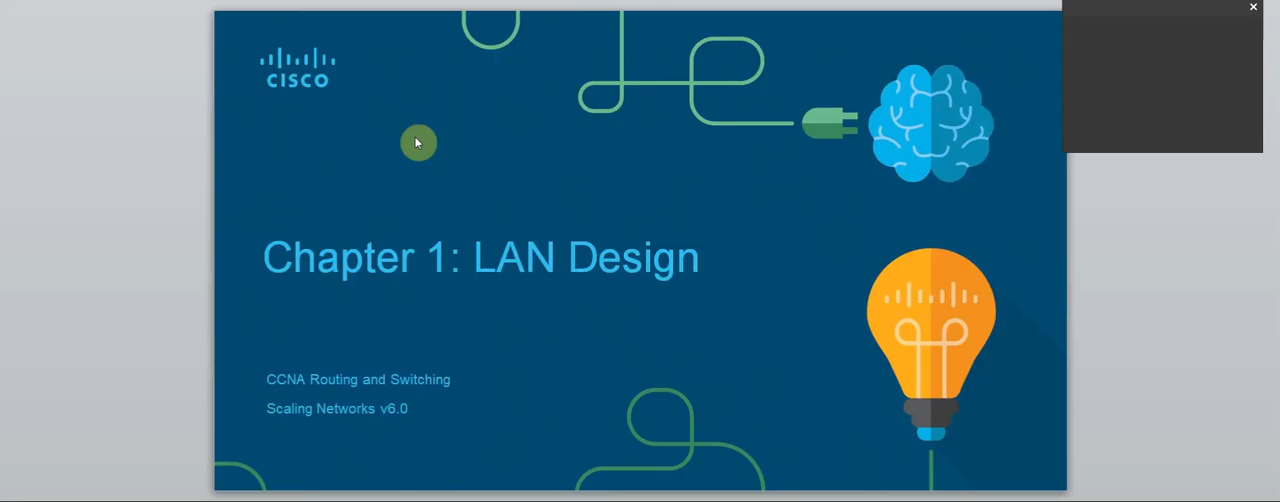 CISCO
Chapter 1: LAN Design
CCNA Routing and Switching
Scaling Networks v6.0